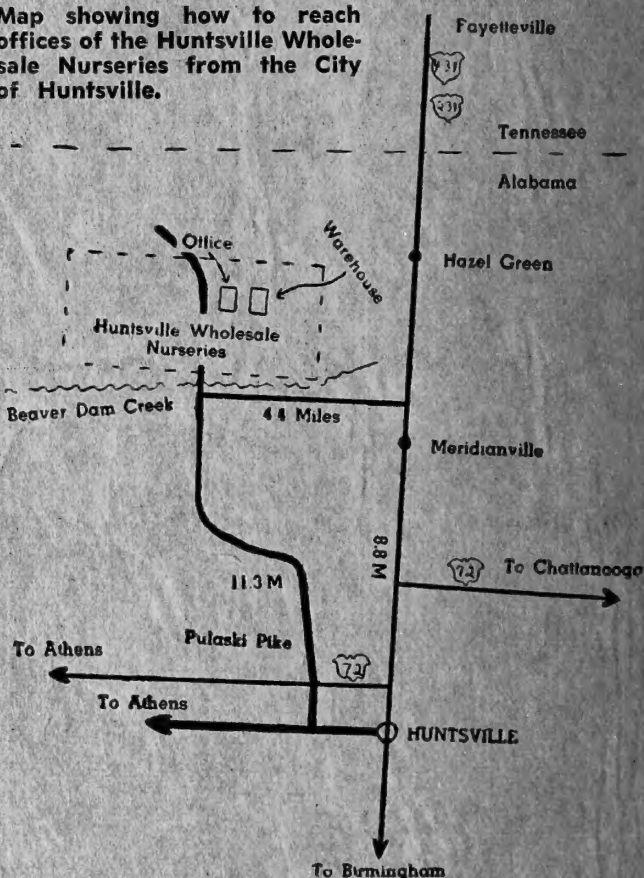 Map showing how to reach
offices of the Huntsville Whole-
sale Nurseries from the City
of Huntsville.
Fayetteville
431
231
Tennessee
Alabama
Office
Warehouse
Hazel Green
Huntsville Wholesale
Nurseries
Beaver Dam Creek
4.4 Miles
Meridianville
8.8 M
72 To Chattanooga
11.3 M
Pulaski Pike
To Athens
72
To Athens
HUNTSVILLE
To Birmingham